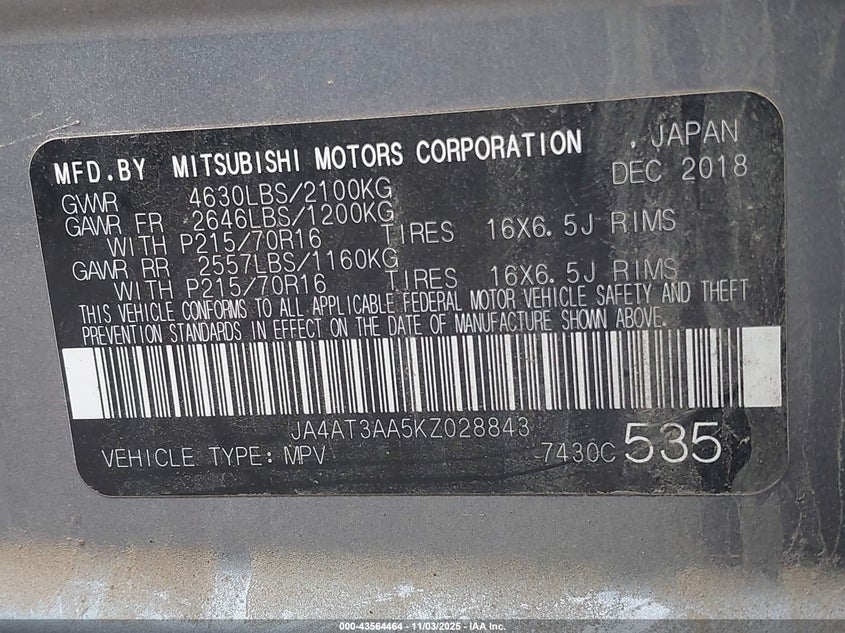 MFD.BY MITSUBISHI MOTORS CORPORATION , JAPAN
DEC 2018
GVWR 4630LBS/2100KG
GAWR FR 2646LBS/1200KG
WITH P215/70R16 TIRES 16X6.5J RIMS
GAWR RR 2557LBS/1160KG
WITH P215/70R16 TIRES 16X6.5J RIMS
THIS VEHICLE CONFORMS TO ALL APPLICABLE FEDERAL MOTOR VEHICLE SAFETY AND THEFT
PREVENTION STANDARDS IN EFFECT ON THE DATE OF MANUFACTURE SHOWN ABOVE.
JA4AT3AA5KZ028843
VEHICLE TYPE: MPV 7430C 535
000-43564464 | 11/03/2025 - IAA Inc.